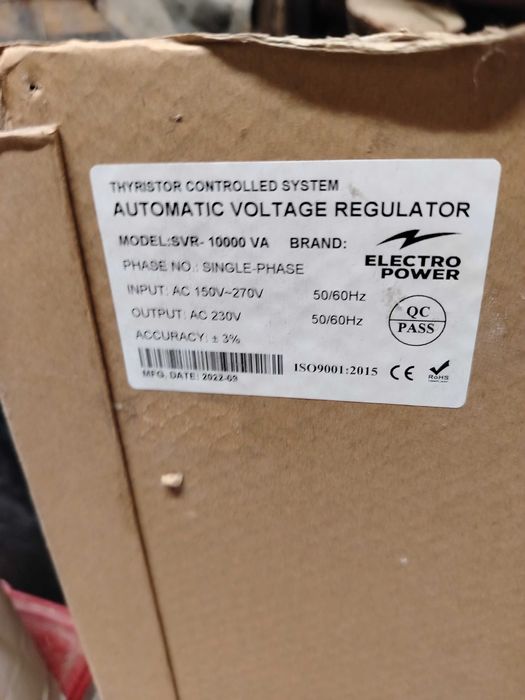 THYRISTOR CONTROLLED SYSTEM
AUTOMATIC VOLTAGE REGULATOR
MODEL:SVR- 10000 VA BRAND:
ELECTRO
POWER
PHASE NO.: SINGLE-PHASE
INPUT: AC 150V~270V 50/60Hz
OUTPUT: AC 230V 50/60Hz
QC
PASS
ACCURACY: ± 3%
ISO9001:2015 CE RoHS
COMPLIANT
MFG. DATE: 2022-09